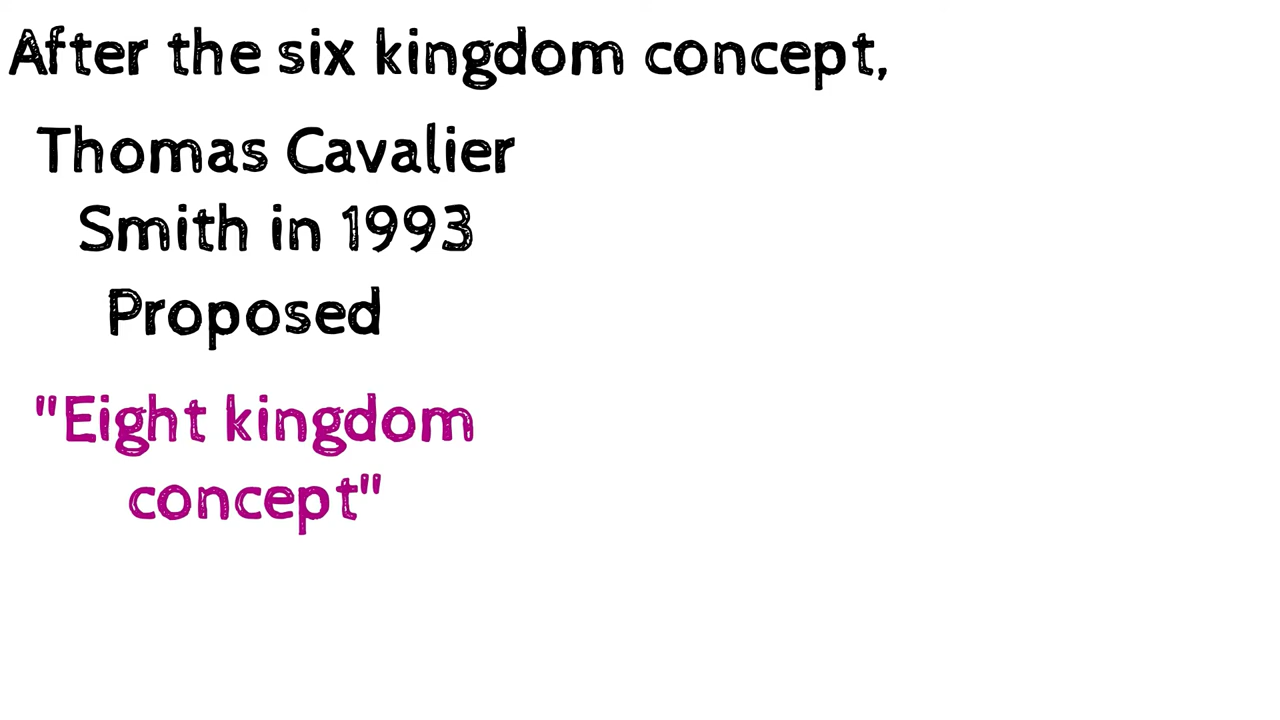 After the six kingdom concept,
Thomas Cavalier
Smith in 1993
Proposed
"Eight kingdom
concept"